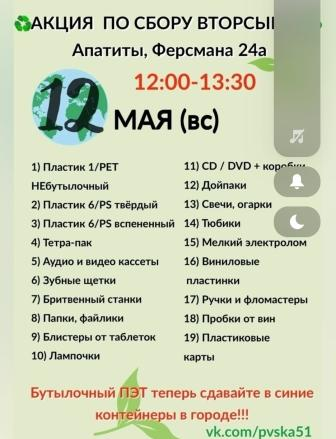 АКЦИЯ ПО СБОРУ ВТОРСЫ
Апатиты, Ферсмана 24а
12:00-13:30
12 МАЯ (вс)
1) Пластик 1/PET
НЕбутылочный
2) Пластик 6/PS твёрдый
3) Пластик 6/PS вспененный
4) Тетра-пак
5) Аудио и видео кассеты
6) Зубные щетки
7) Бритвенный станки
8) Папки, файлики
9) Блистеры от таблеток
10) Лампочки
11) CD / DVD + коробки
12) Дойпаки
13) Свечи, огарки
14) Тюбики
15) Мелкий электролом
16) Виниловые
пластинки
17) Ручки и фломастеры
18) Пробки от вин
19) Пластиковые
карты
Бутылочный ПЭТ теперь сдавайте в синие
контейнеры в городе!!!
vk.com/pvska51